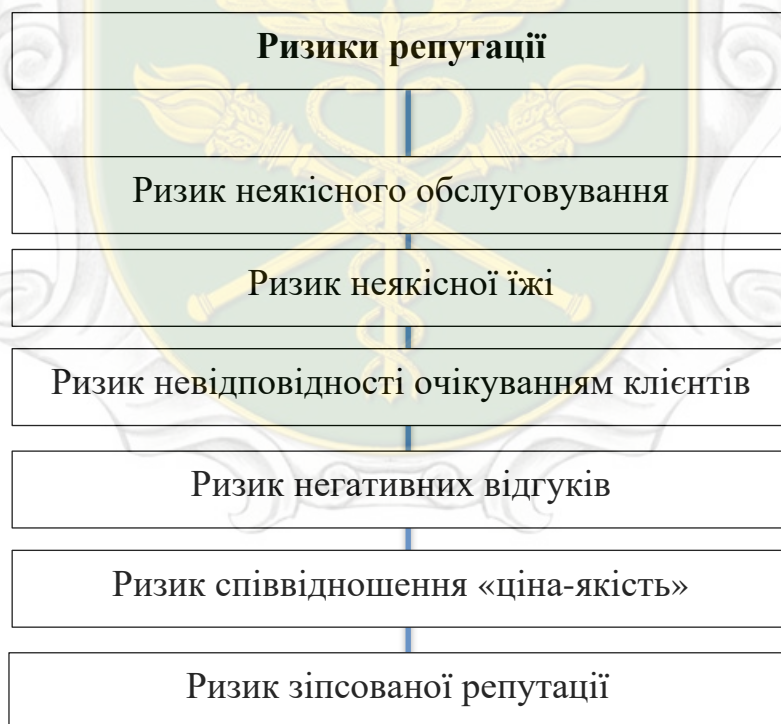 Ризики репутації
Ризик неякісного обслуговування
Ризик неякісної їжі
Ризик невідповідності очікуванням клієнтів
Ризик негативних відгуків
Ризик співвідношення «ціна-якість»
Ризик зіпсованої репутації